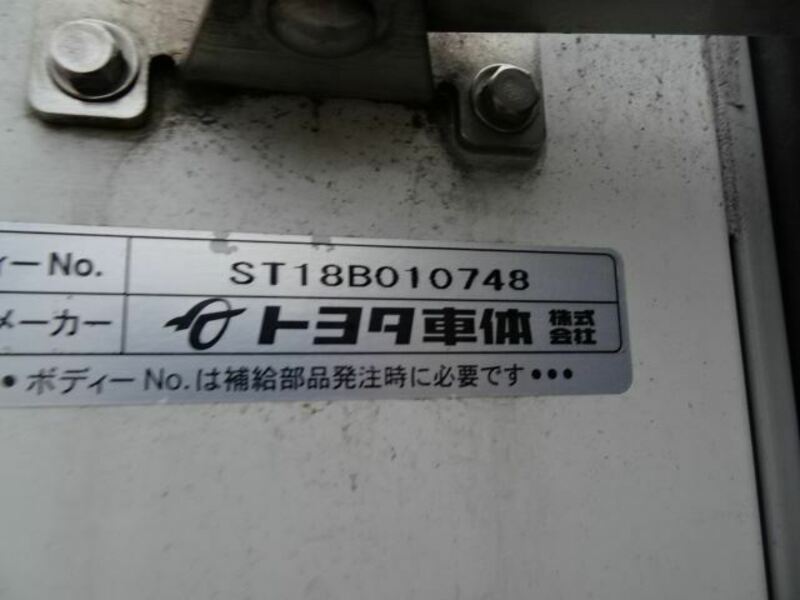 ィーNo. ST18B010748
メーカー トヨタ車体 株式会社
• ボディーNo.は補給部品発注時に必要です•••